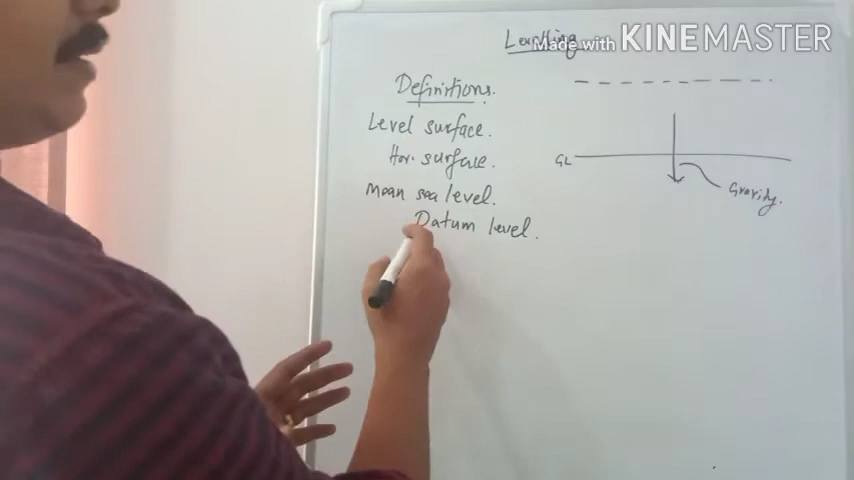 Levelling
Made with KINEMASTER
Definitions.
Level surface.
Hor. surface.
GL
Mean sea level.
Gravity.
Datum level.